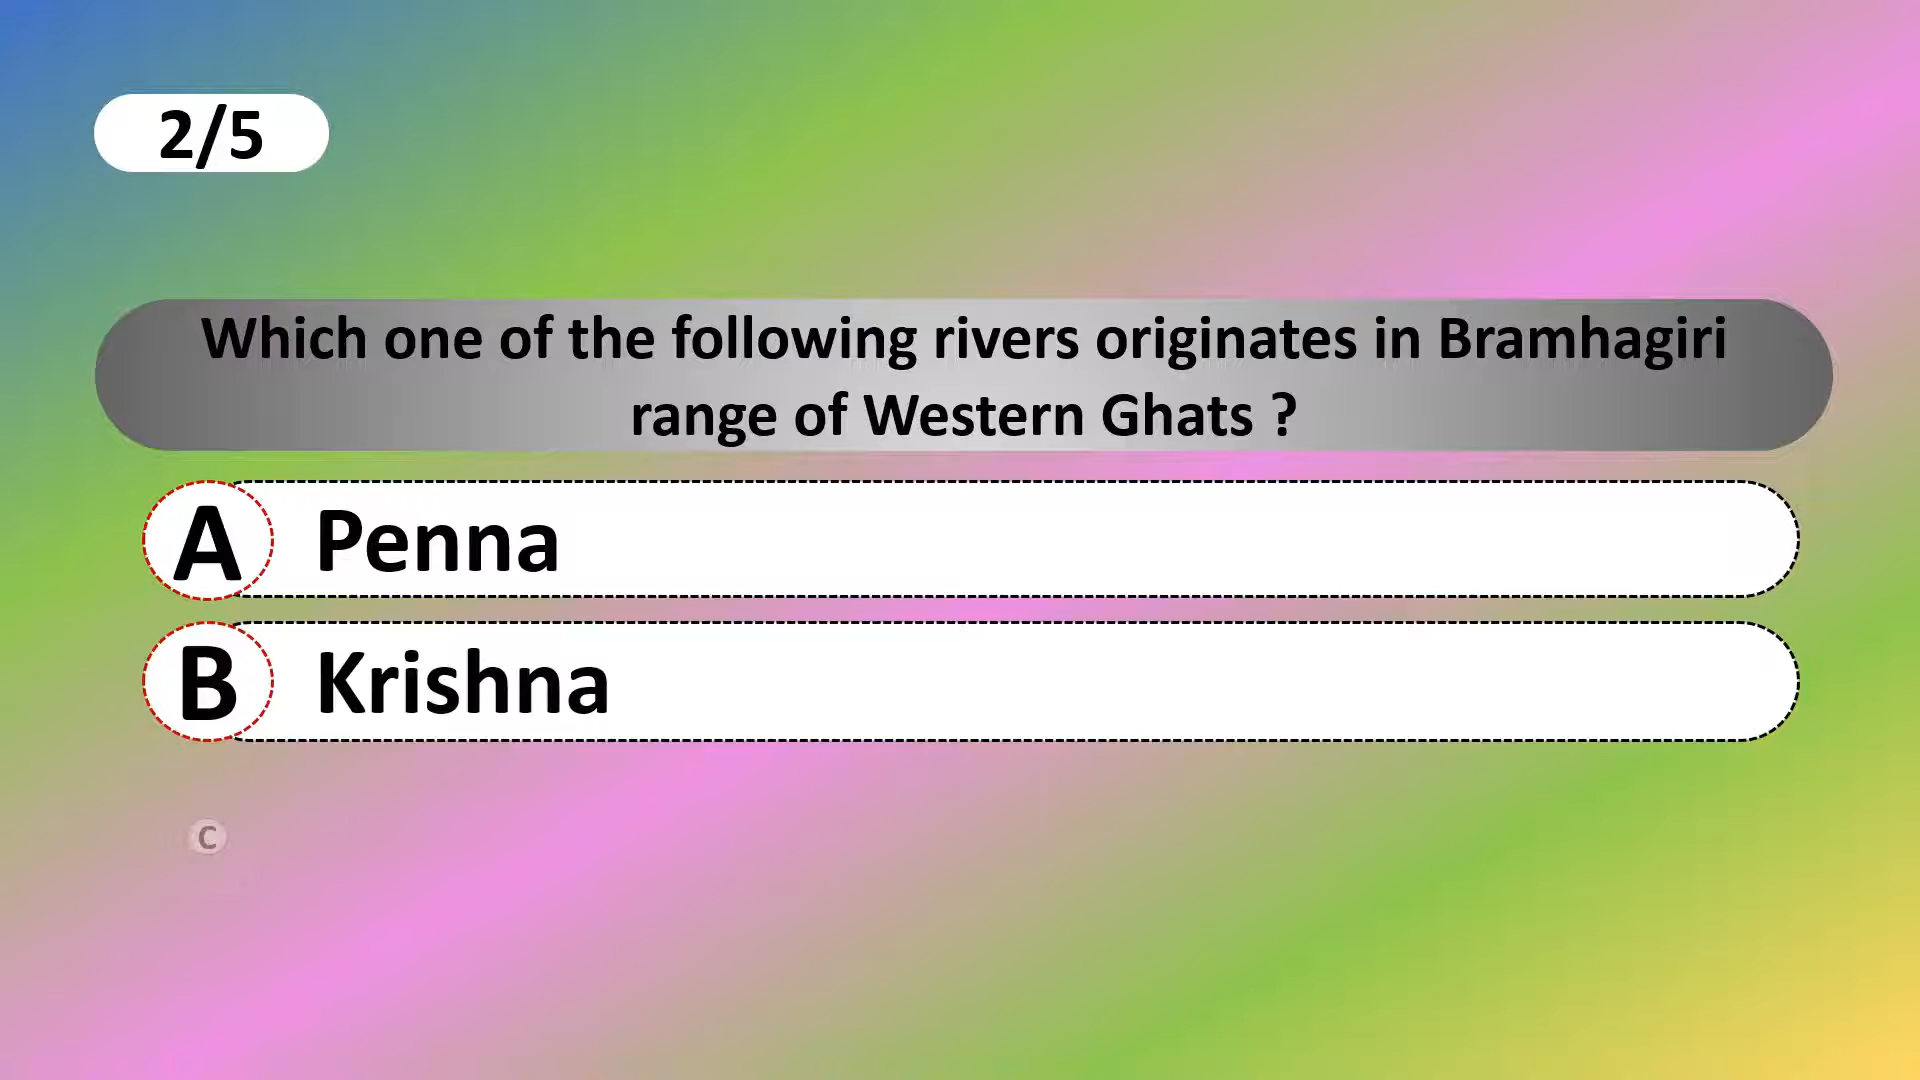 2/5
Which one of the following rivers originates in Bramhagiri
range of Western Ghats ?
A Penna
B Krishna
C